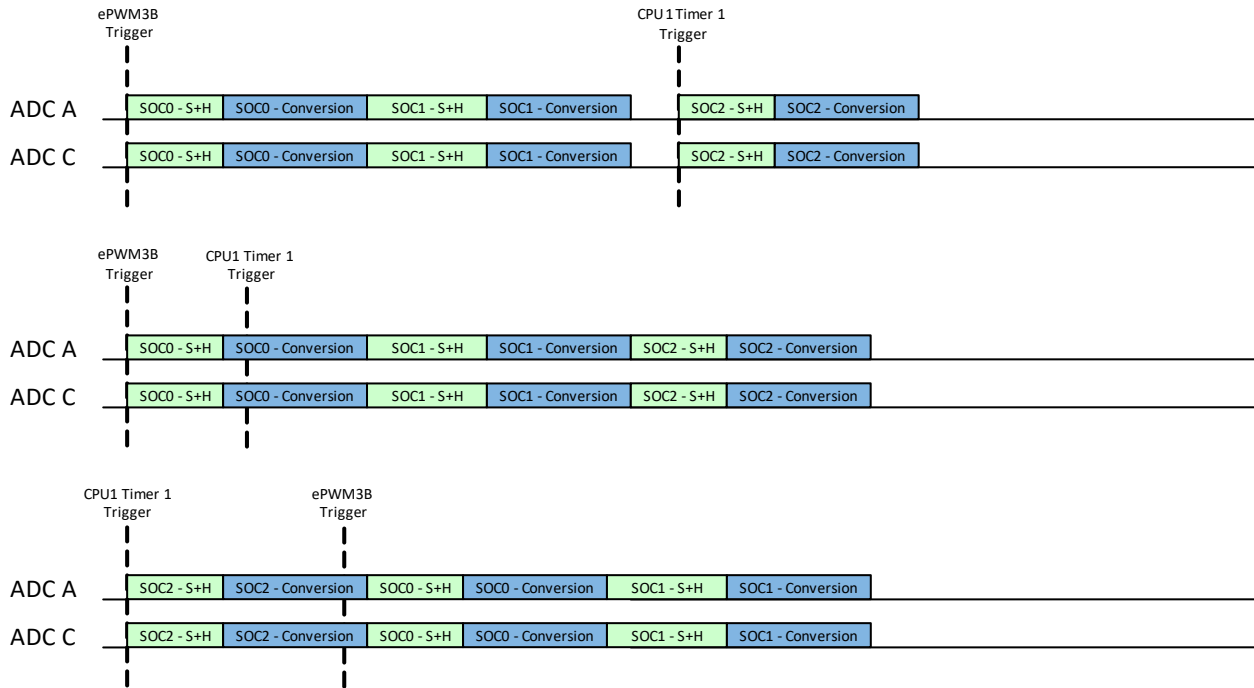 ePWM3B
Trigger
CPU1 Timer 1
Trigger
ADC A
SOC0 - S+H
SOC0 - Conversion
SOC1 - S+H
SOC1 - Conversion
SOC2 - S+H
SOC2 - Conversion
ADC C
SOC0 - S+H
SOC0 - Conversion
SOC1 - S+H
SOC1 - Conversion
SOC2 - S+H
SOC2 - Conversion
ePWM3B
Trigger
CPU1 Timer 1
Trigger
ADC A
SOC0 - S+H
SOC0 - Conversion
SOC1 - S+H
SOC1 - Conversion
SOC2 - S+H
SOC2 - Conversion
ADC C
SOC0 - S+H
SOC0 - Conversion
SOC1 - S+H
SOC1 - Conversion
SOC2 - S+H
SOC2 - Conversion
CPU1 Timer 1
Trigger
ePWM3B
Trigger
ADC A
SOC2 - S+H
SOC2 - Conversion
SOC0 - S+H
SOC0 - Conversion
SOC1 - S+H
SOC1 - Conversion
ADC C
SOC2 - S+H
SOC2 - Conversion
SOC0 - S+H
SOC0 - Conversion
SOC1 - S+H
SOC1 - Conversion